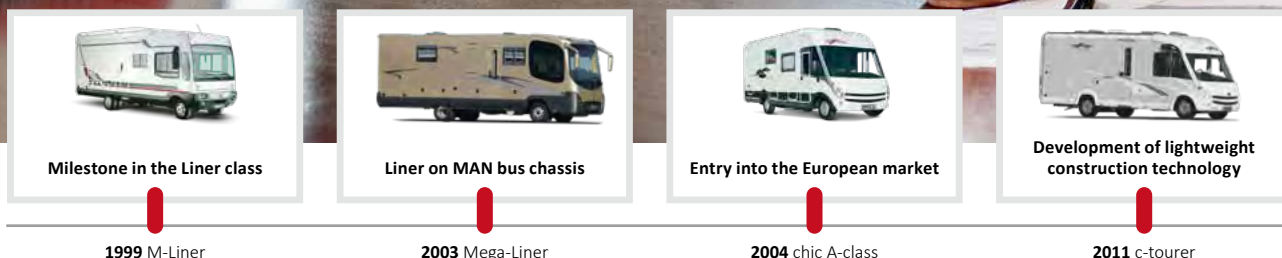 Milestone in the Liner class
Liner on MAN bus chassis
Entry into the European market
Development of lightweight
construction technology
1999 M-Liner
2003 Mega-Liner
2004 chic A-class
2011 c-tourer